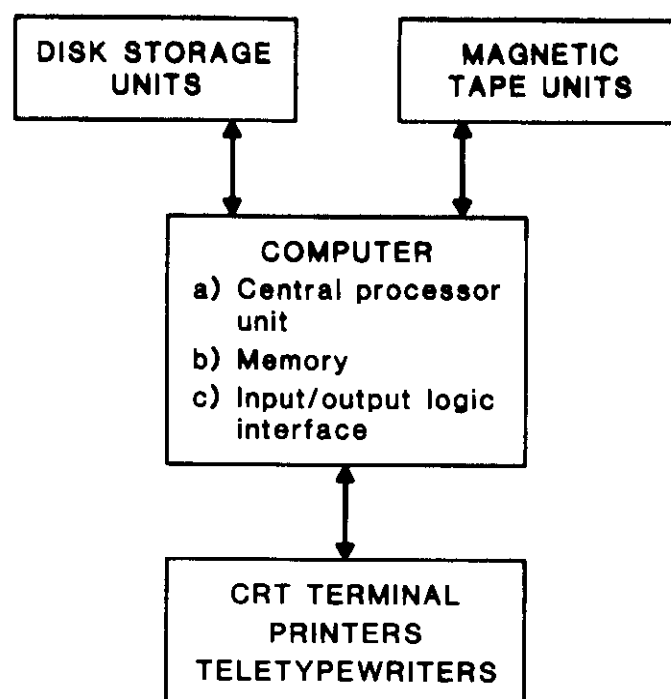 DISK STORAGE
UNITS
MAGNETIC
TAPE UNITS
COMPUTER
a) Central processor
unit
b) Memory
c) Input/output logic
interface
CRT TERMINAL
PRINTERS
TELETYPEWRITERS